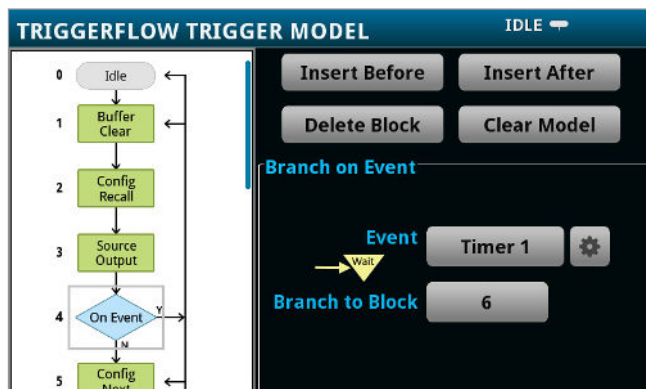 TRIGGERFLOW TRIGGER MODEL
IDLE
0
Idle
1
Buffer
Clear
2
Config
Recall
3
Source
Output
4
On Event
Y
N
5
Config
Next
Insert Before
Insert After
Delete Block
Clear Model
Branch on Event
Event
Timer 1
Wait
Branch to Block
6